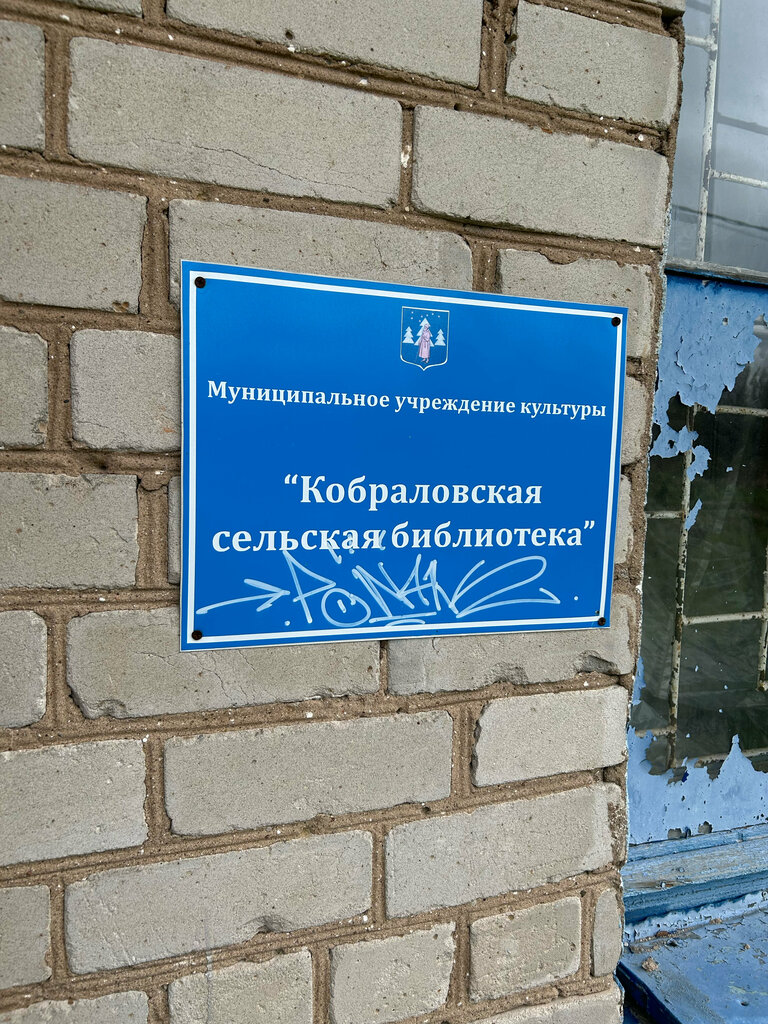 Муниципальное учреждение культуры
“Кобраловская
сельская библиотека”